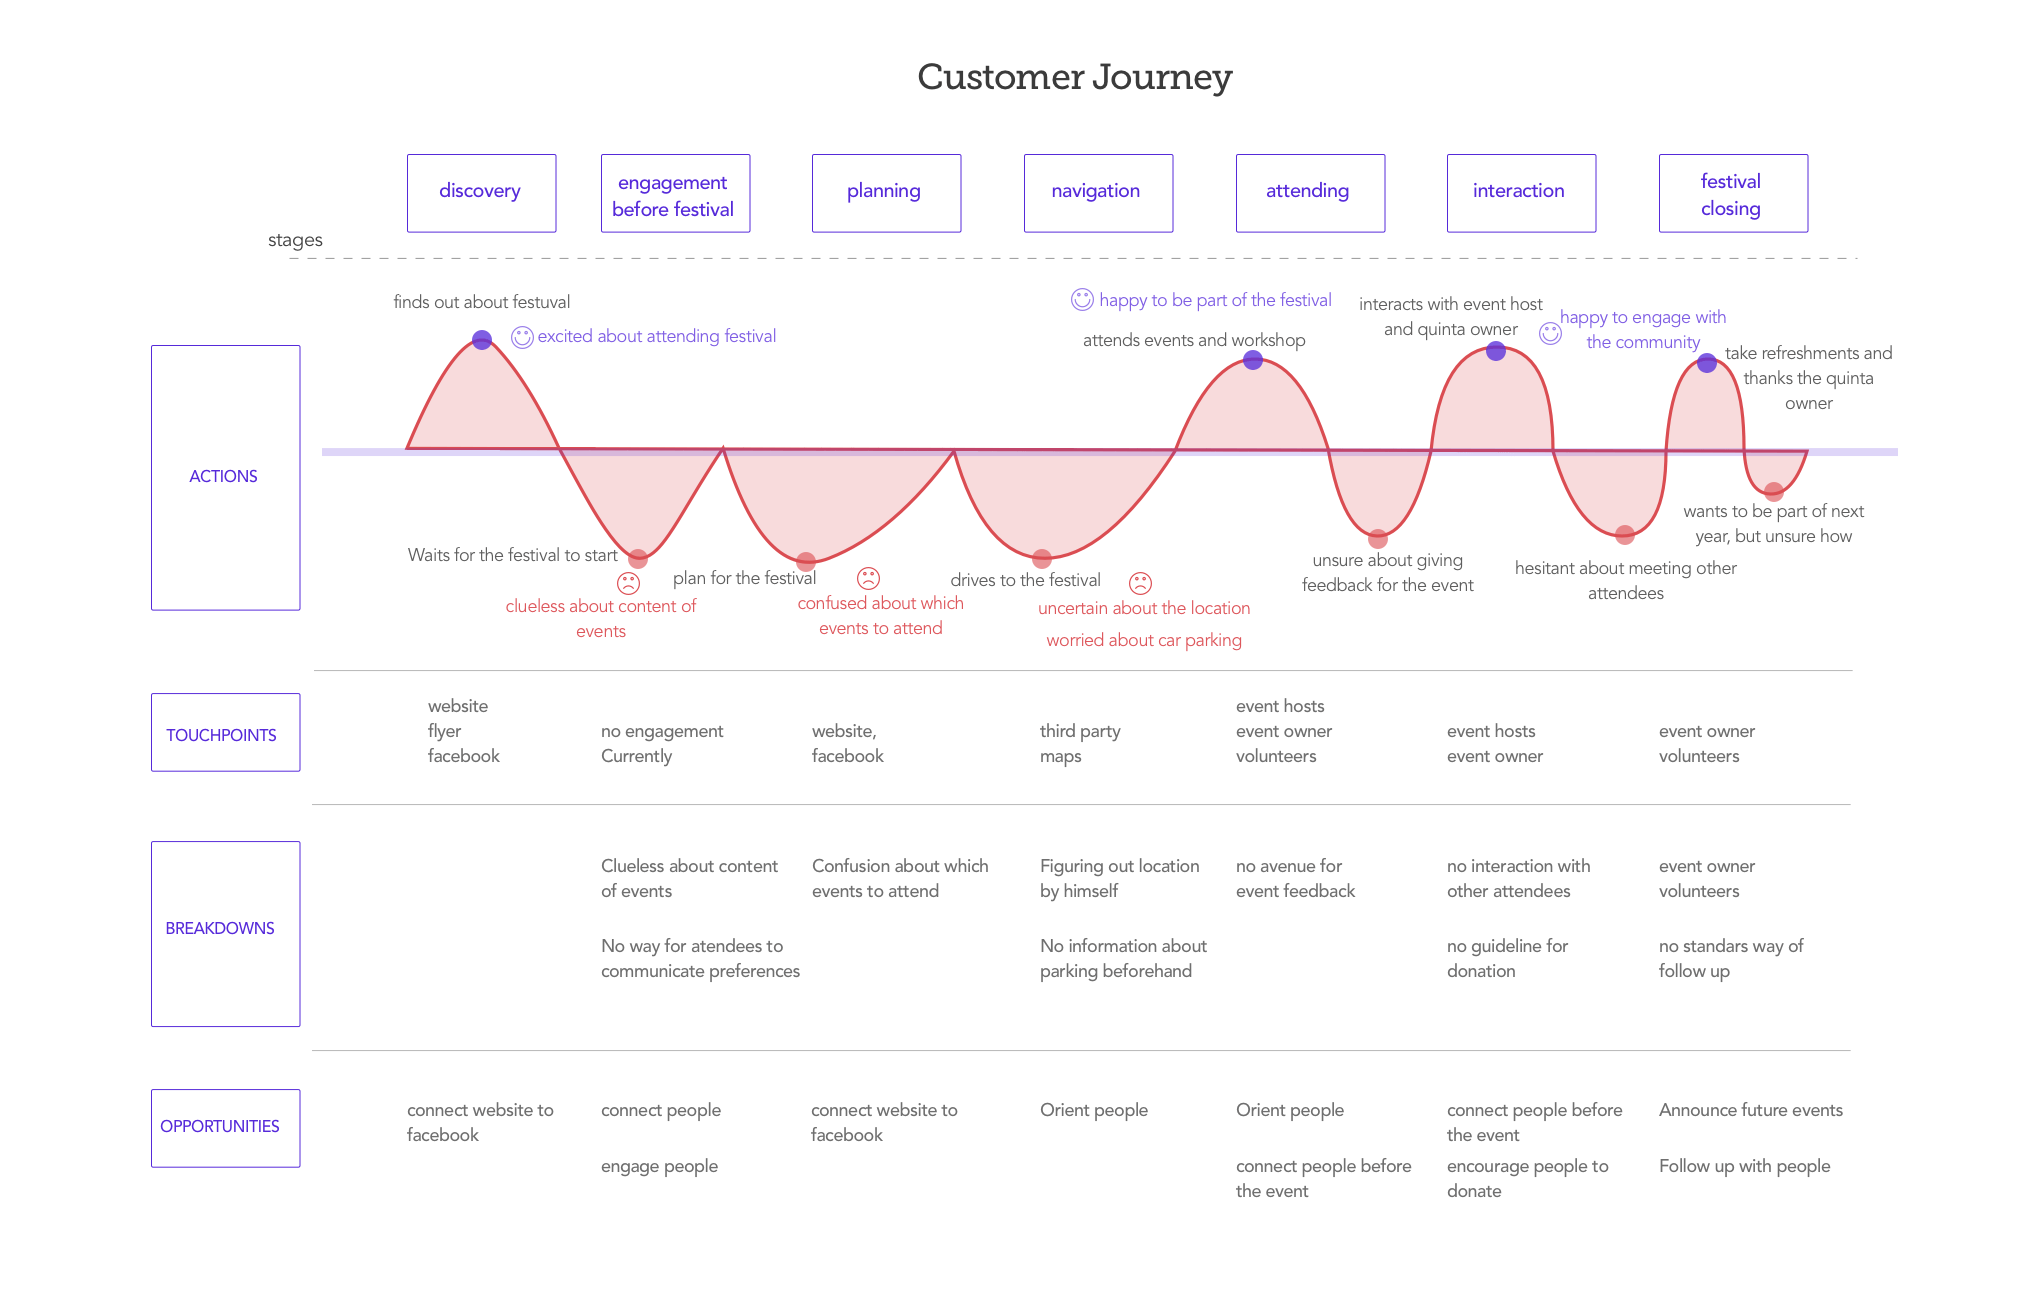 Customer Journey
discovery
engagement
before festival
planning
navigation
attending
interaction
festival
closing
stages
finds out about festuval
excited about attending festival
happy to be part of the festival
attends events and workshop
interacts with event host
and quinta owner
happy to engage with
the community
take refreshments and
thanks the quinta
owner
ACTIONS
Waits for the festival to start
clueless about content of
events
plan for the festival
confused about which
events to attend
drives to the festival
uncertain about the location
worried about car parking
unsure about giving
feedback for the event
hesitant about meeting other
attendees
wants to be part of next
year, but unsure how
TOUCHPOINTS
website
flyer
facebook
no engagement
Currently
website,
facebook
third party
maps
event hosts
event owner
volunteers
event hosts
event owner
event owner
volunteers
BREAKDOWNS
Clueless about content
of events
No way for atendees to
communicate preferences
Confusion about which
events to attend
Figuring out location
by himself
No information about
parking beforehand
no avenue for
event feedback
no interaction with
other attendees
no guideline for
donation
event owner
volunteers
no standars way of
follow up
OPPORTUNITIES
connect website to
facebook
connect people
engage people
connect website to
facebook
Orient people
Orient people
connect people before
the event
connect people before
the event
encourage people to
donate
Announce future events
Follow up with people